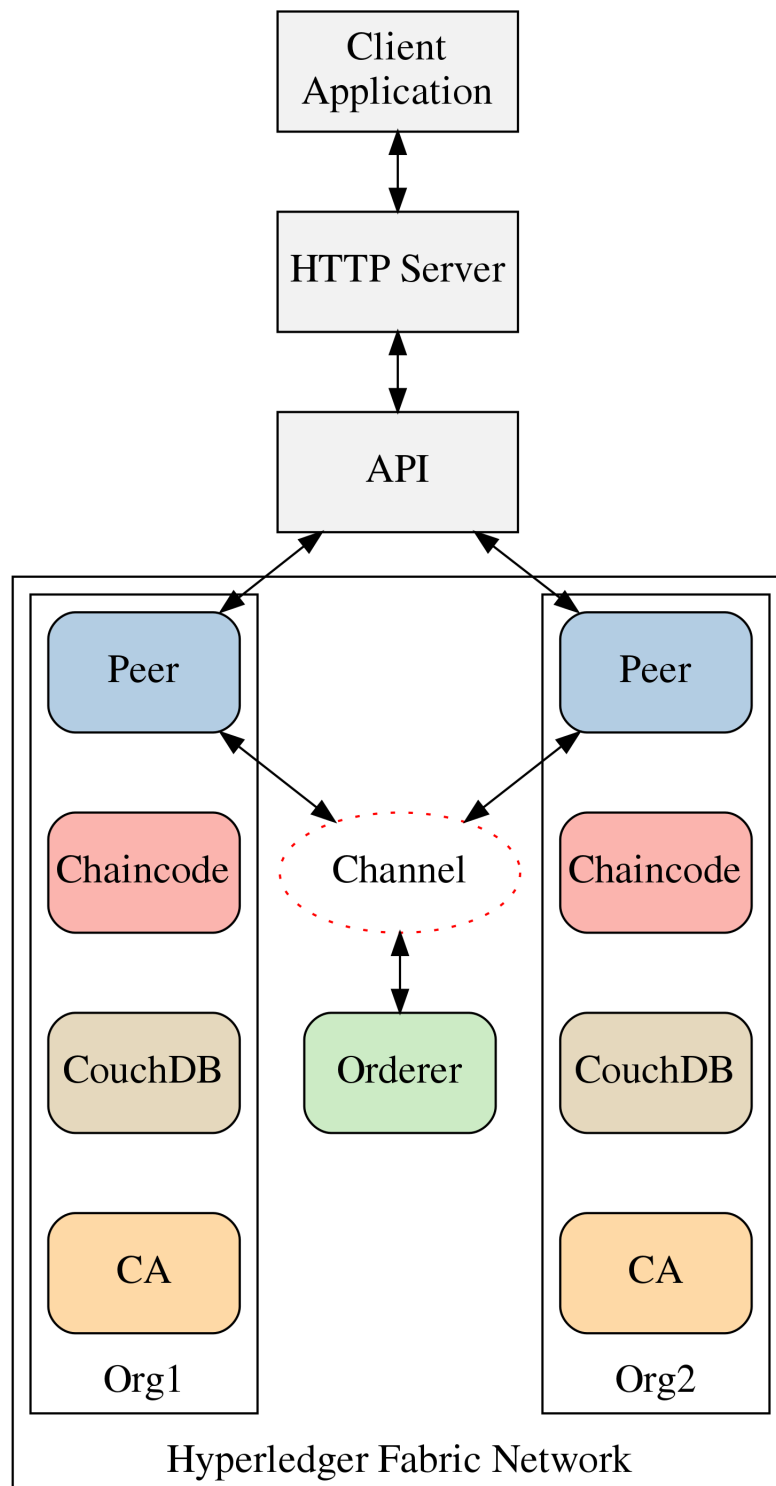 Client
Application
HTTP Server
API
Peer
Peer
Chaincode
Channel
Chaincode
CouchDB
Orderer
CouchDB
CA
CA
Org1
Org2
Hyperledger Fabric Network